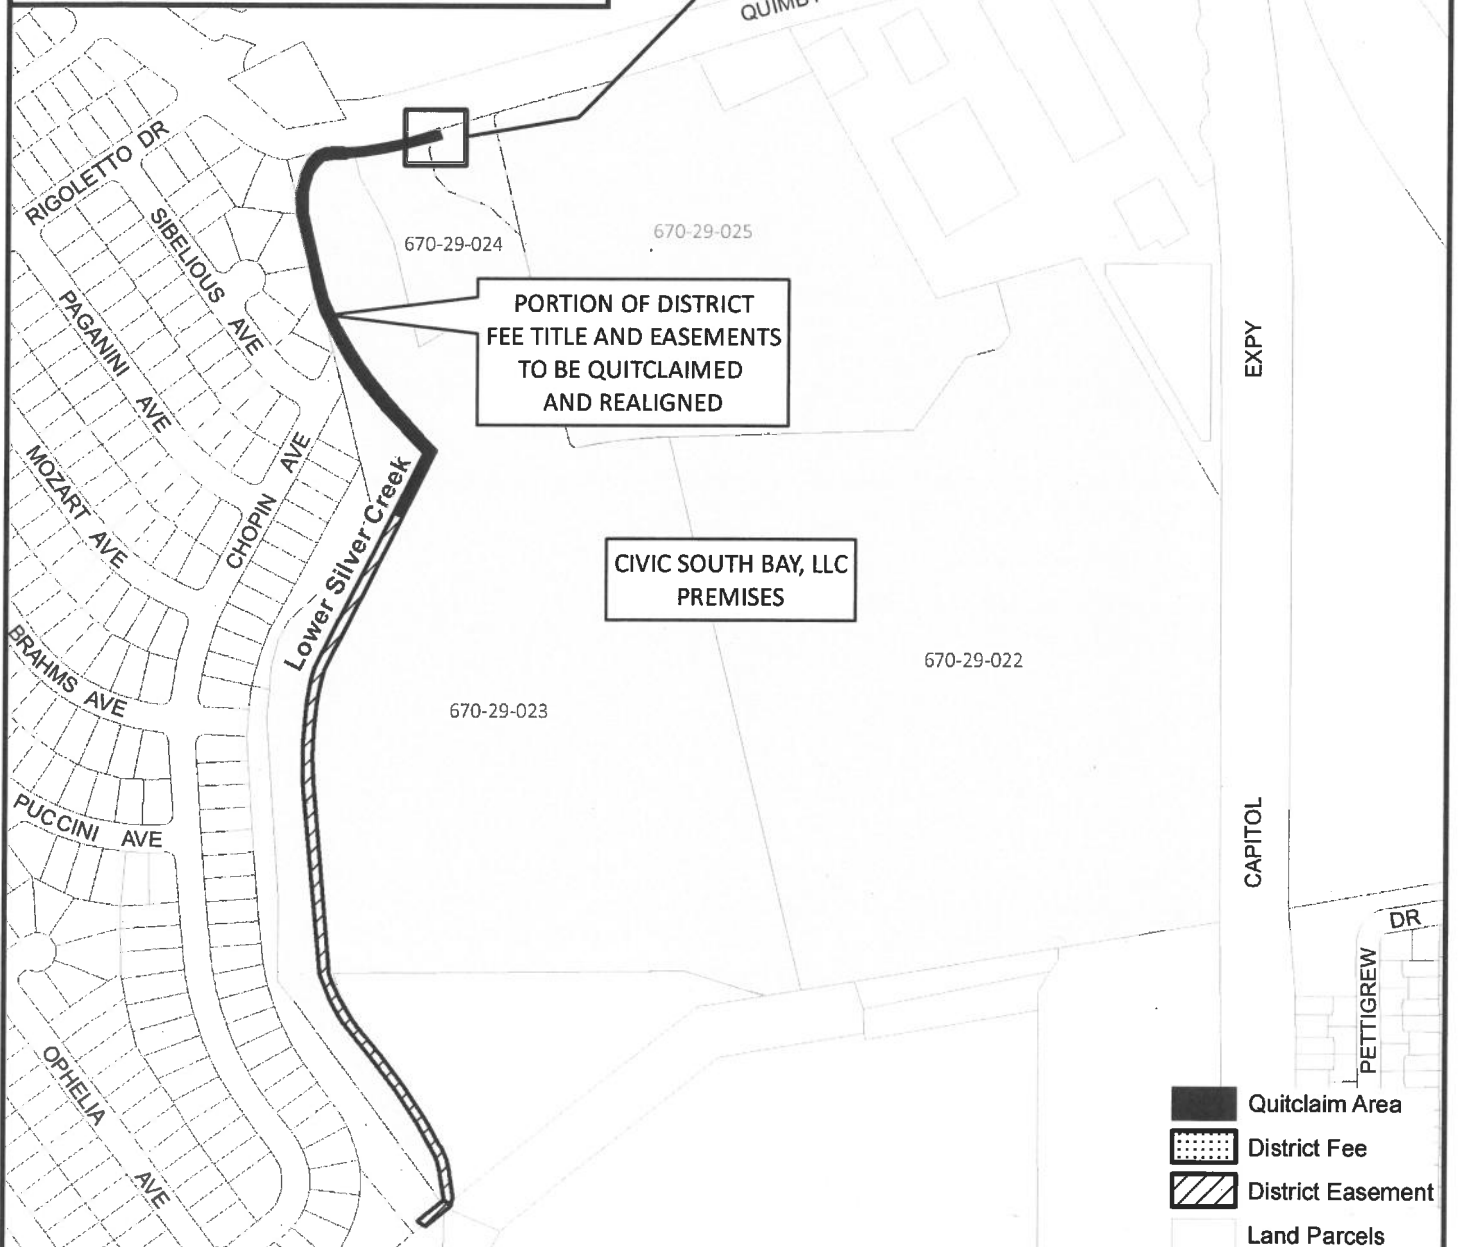 RIGOLETTO DR
SIBELIOUS AVE
670-29-024
670-29-025
PORTION OF DISTRICT
FEE TITLE AND EASEMENTS
TO BE QUITCLAIMED
AND REALIGNED
PAGANINI AVE
EXPY
MOZART AVE
CHOPIN AVE
Lower Silver Creek
CIVIC SOUTH BAY, LLC
PREMISES
670-29-022
BRAHMS AVE
670-29-023
PUCCINI AVE
CAPITOL
DR
PETTIGREW
OPHELIA AVE
Quitclaim Area
District Fee
District Easement
Land Parcels